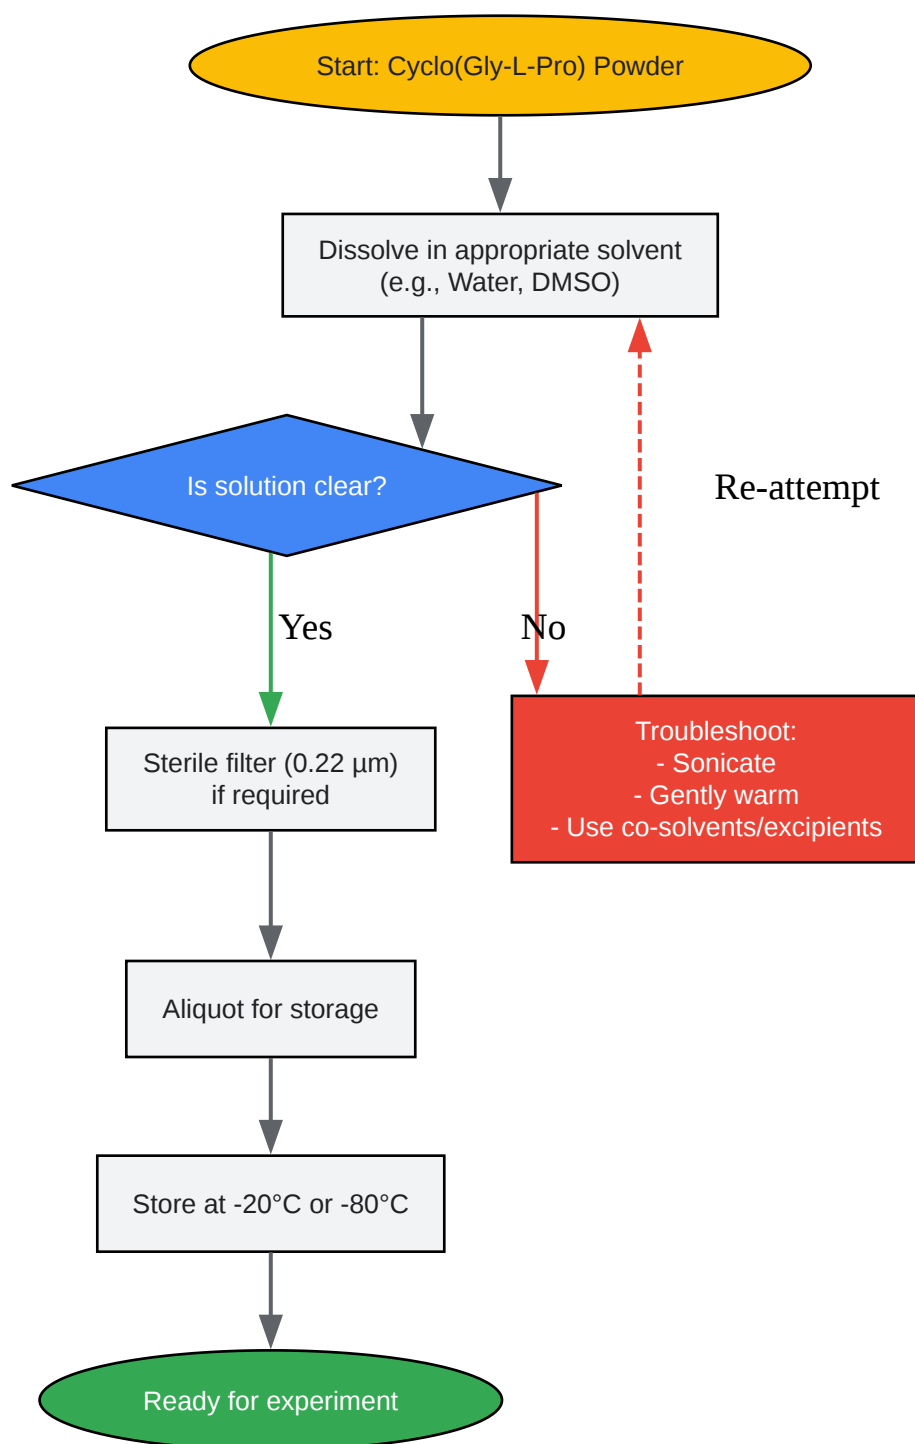 Start: Cyclo(Gly-L-Pro) Powder
Dissolve in appropriate solvent
(e.g., Water, DMSO)
Is solution clear?
Re-attempt
Yes
No
Troubleshoot:
- Sonicate
- Gently warm
- Use co-solvents/excipients
Sterile filter (0.22 µm)
if required
Aliquot for storage
Store at -20°C or -80°C
Ready for experiment